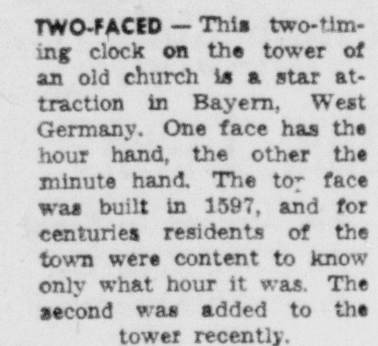 TWO-FACED — This two-tim-
ing clock on the tower of
an old church is a star at-
traction in Bayern, West
Germany. One face has the
hour hand, the other the
minute hand. The top face
was built in 1597, and for
centuries residents of the
town were content to know
only what hour it was. The
second was added to the
tower recently.